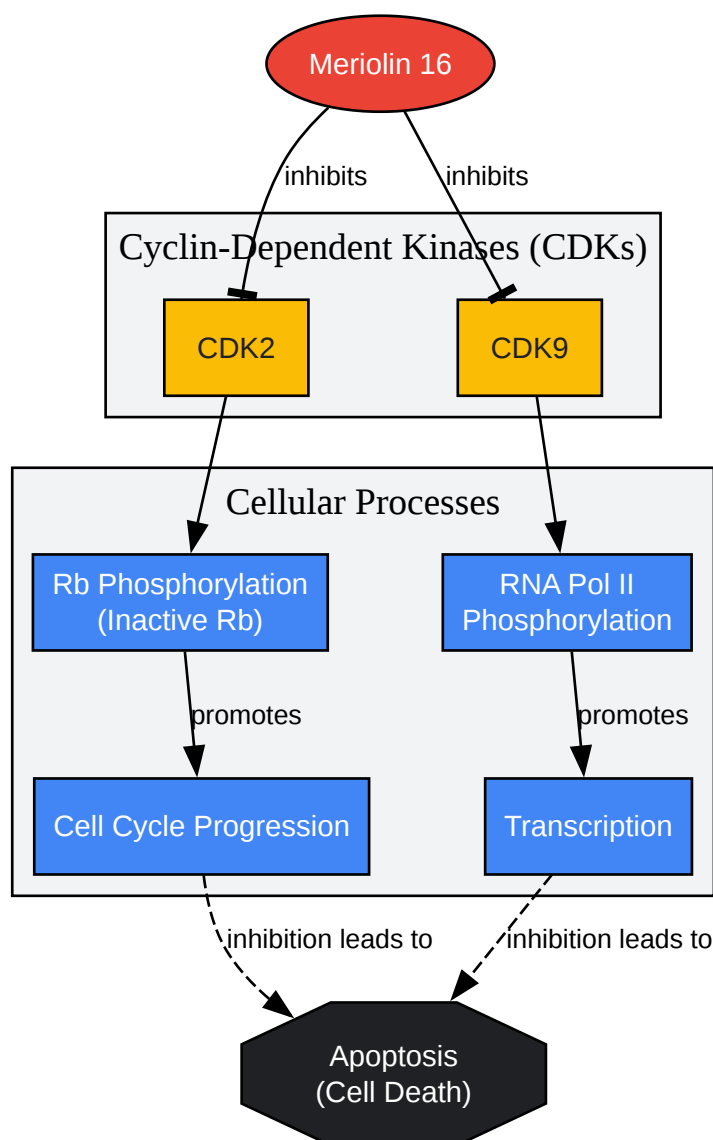 Meriolin 16
inhibits
inhibits
Cyclin-Dependent Kinases (CDKs)
CDK2
CDK9
Cellular Processes
Rb Phosphorylation
(Inactive Rb)
RNA Pol II
Phosphorylation
promotes
promotes
Cell Cycle Progression
Transcription
inhibition leads to
inhibition leads to
Apoptosis
(Cell Death)